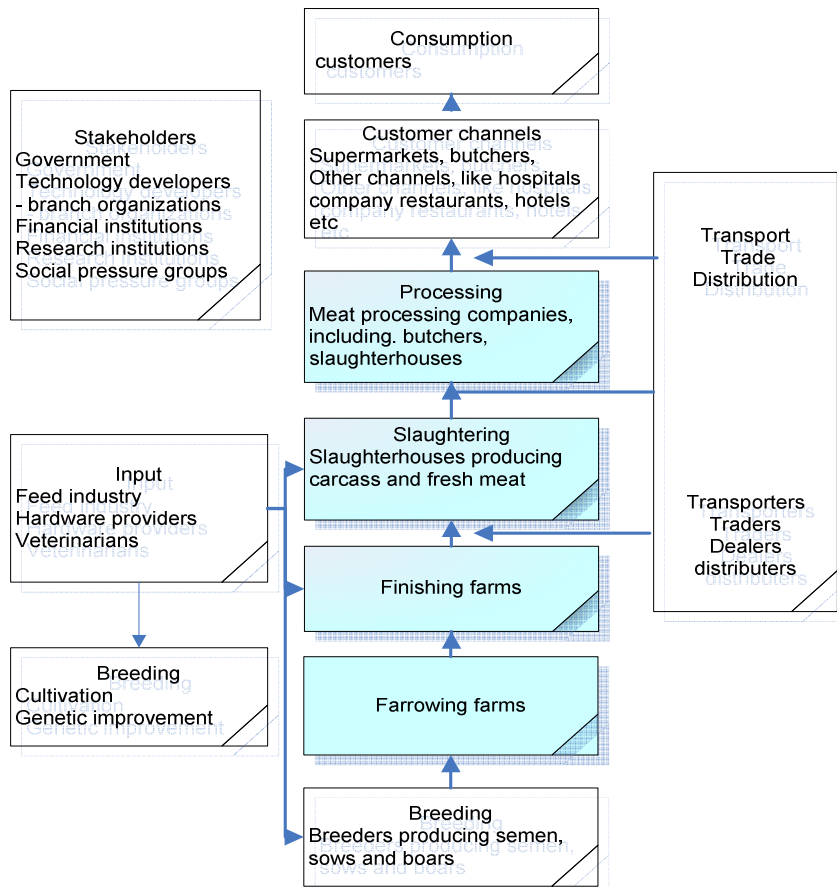 Consumption
customers
Customer channels
Supermarkets, butchers,
Other channels, like hospitals
company restaurants, hotels
etc
Stakeholders
Government
Technology developers
- branch organizations
Financial institutions
Research institutions
Social pressure groups
Transport
Trade
Distribution
Processing
Meat processing companies,
including. butchers,
slaughterhouses
Slaughtering
Slaughterhouses producing
carcass and fresh meat
Input
Feed industry
Hardware providers
Veterinarians
Transporters
Traders
Dealers
distributers
Finishing farms
Breeding
Cultivation
Genetic improvement
Farrowing farms
Breeding
Breeders producing semen,
sows and boars